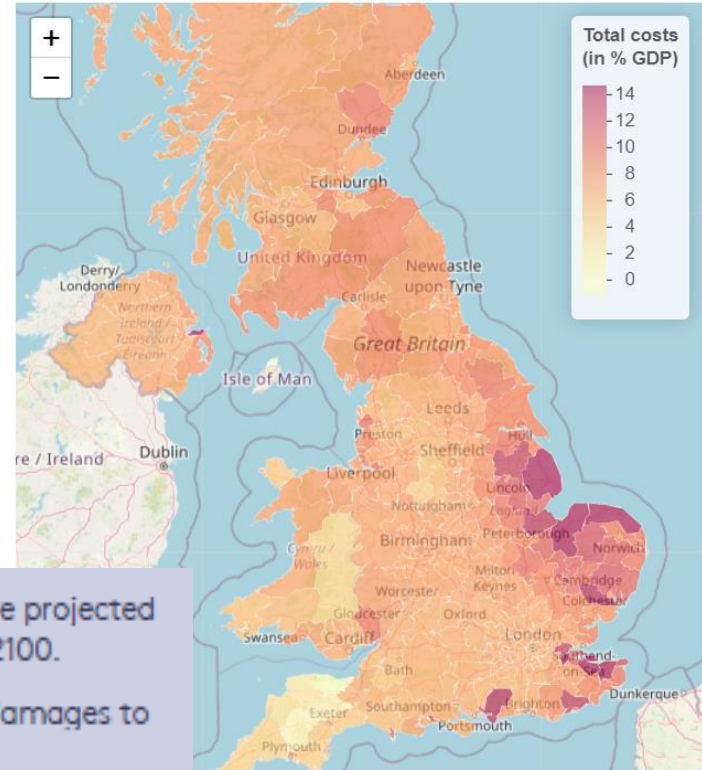 +
−
Total costs
(in % GDP)
14
12
10
8
6
4
2
0
Aberdeen
Dundee
Edinburgh
Glasgow
United Kingdom
Derry/
Londonderry
Northern
Ireland /
Tuaisceart
Éireann
Newcastle
upon Tyne
Carlisle
Great Britain
Isle of Man
Leeds
Preston
Hull
Sheffield
Dublin
re / Ireland
Liverpool
Lincoln
England
Nottingham
Peterborough
Norwich
Cymru /
Wales
Birmingham
Milton
Keynes
Cambridge
Worcester
Colchester
Gloucester
Oxford
Swansea
Cardiff
London
Southend-
on-Sea
Bath
Dunkerque
Southampton
Brighton
Portsmouth
Exeter
Plymouth
e projected
2100.
damages to